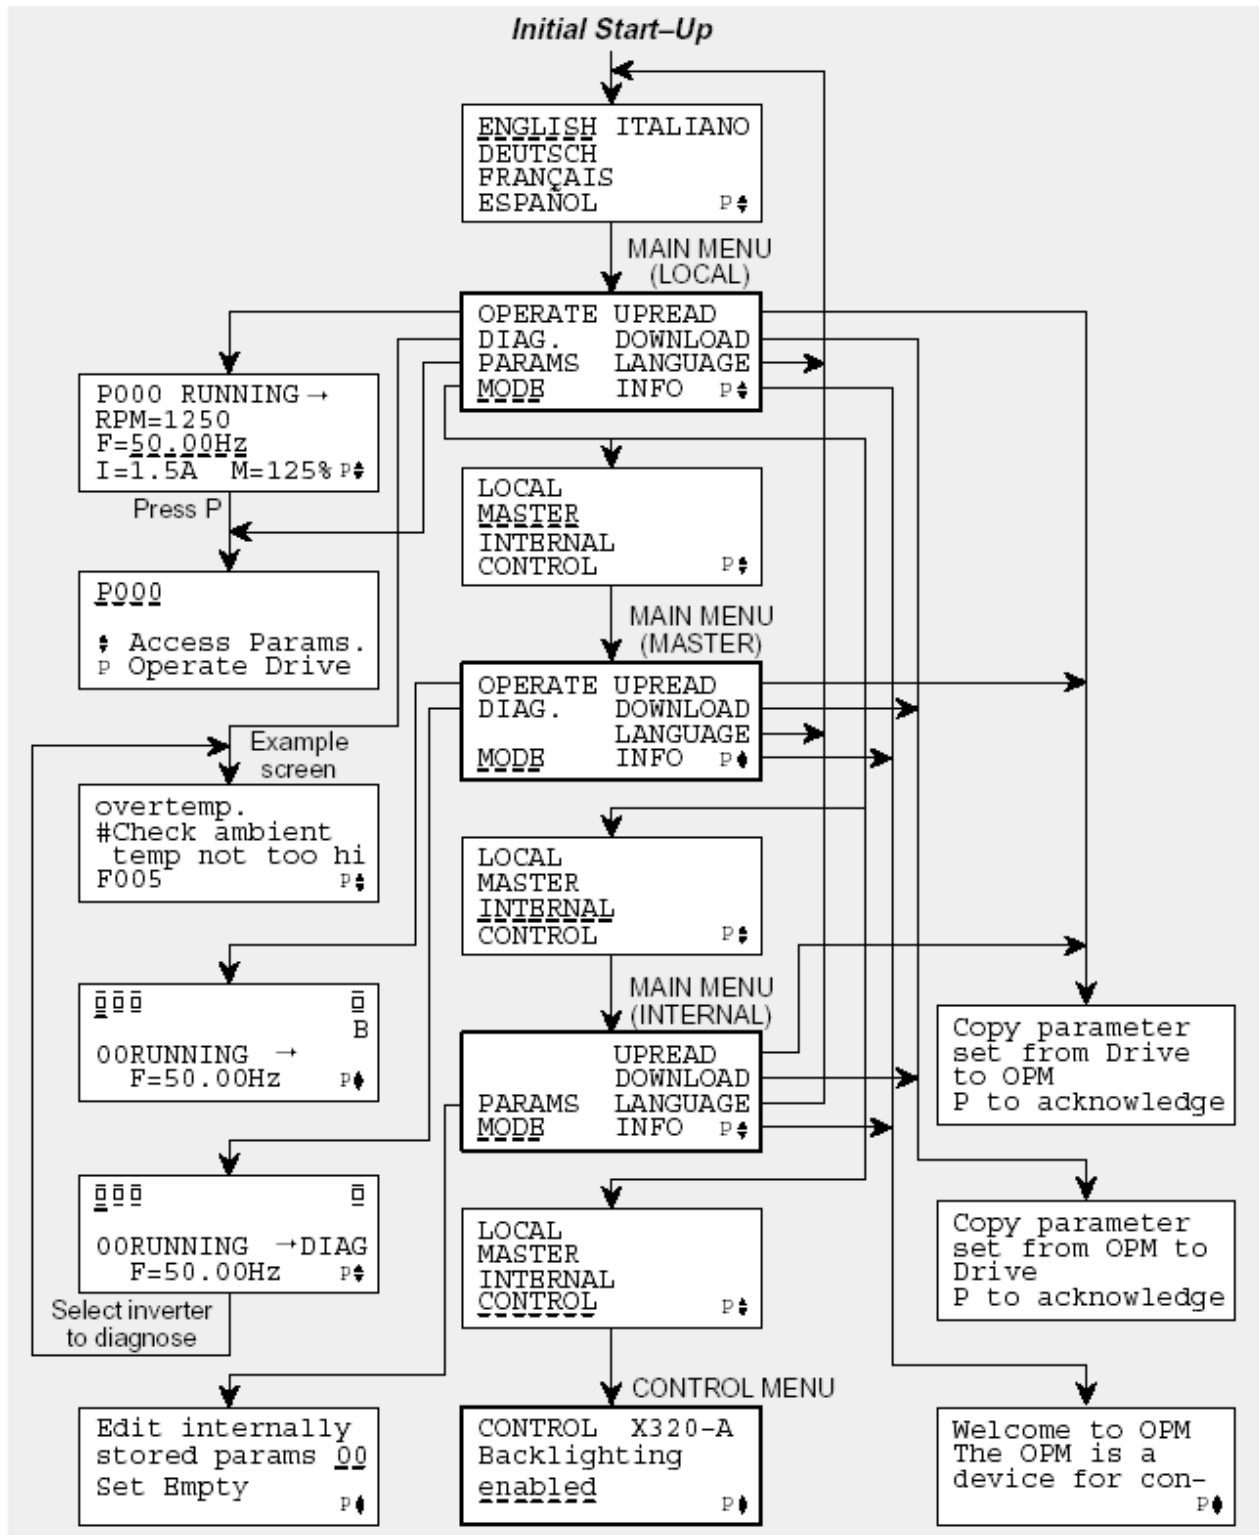 Initial Start–Up
ENGLISH ITALIANO
DEUTSCH
FRANÇAIS
ESPAÑOL P
MAIN MENU
(LOCAL)
OPERATE UPREAD
DIAG. DOWNLOAD
PARAMS LANGUAGE
MODE INFO P
P000 RUNNING →
RPM=1250
F=50.00Hz
I=1.5A M=125% P
Press P
LOCAL
MASTER
INTERNAL
CONTROL P
P000
Access Params.
P Operate Drive
MAIN MENU
(MASTER)
OPERATE UPREAD
DIAG. DOWNLOAD
LANGUAGE
MODE INFO P
Example
screen
overtemp.
#Check ambient
temp not too hi
F005 P
LOCAL
MASTER
INTERNAL
CONTROL P
MAIN MENU
(INTERNAL)
UPREAD
DOWNLOAD
PARAMS LANGUAGE
MODE INFO P
B
00RUNNING →
F=50.00Hz P
Copy parameter
set from Drive
to OPM
P to acknowledge
00RUNNING →DIAG
F=50.00Hz P
Select inverter
to diagnose
LOCAL
MASTER
INTERNAL
CONTROL P
Copy parameter
set from OPM to
Drive
P to acknowledge
CONTROL MENU
Edit internally
stored params 00
Set Empty
P
CONTROL X320-A
Backlighting
enabled
P
Welcome to OPM
The OPM is a
device for con-
P